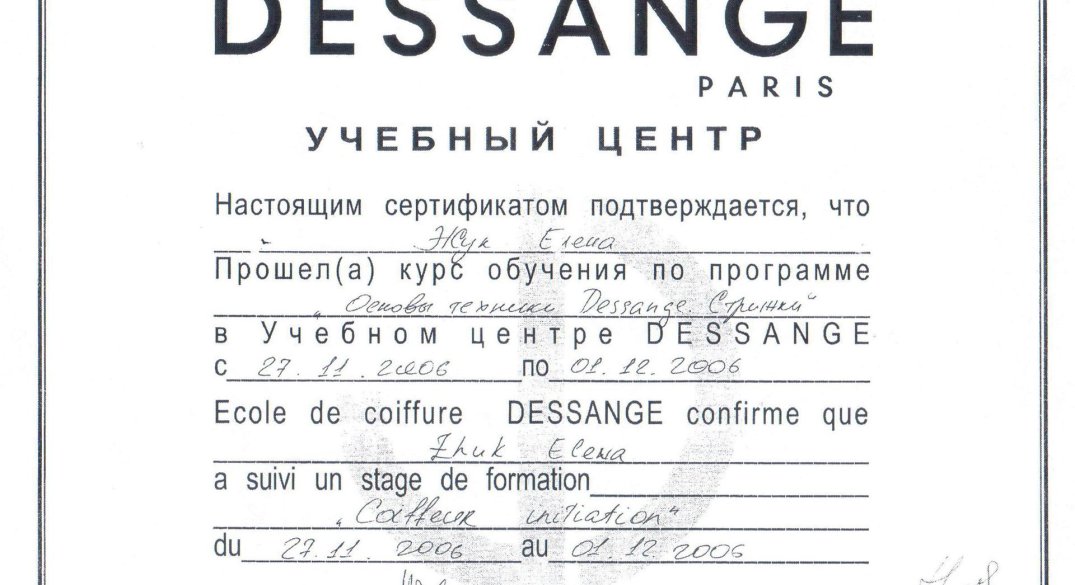 DESSANGE
PARIS
УЧЕБНЫЙ ЦЕНТР
Настоящим сертификатом подтверждается, что
Жук Елена
Прошел(а) курс обучения по программе
„Основы техники Dessange. Стрижки"
в Учебном центре DESSANGE
с 27.11.2006 по 01.12.2006
Ecole de coiffure DESSANGE confirme que
Zhuk Elena
a suivi un stage de formation
„Coiffeur initiation"
du 27.11.2006 au 01.12.2006